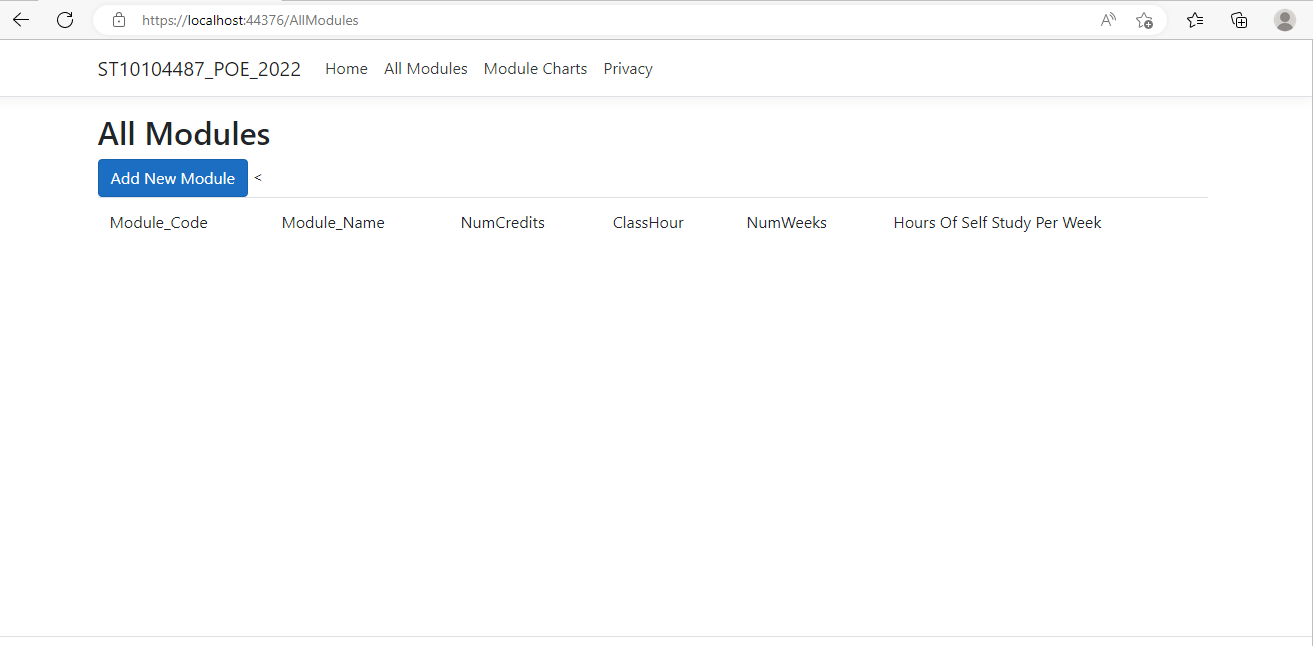 https://localhost:44376/AllModules
ST10104487_POE_2022 Home All Modules Module Charts Privacy
All Modules
Add New Module <
Module_Code Module_Name NumCredits ClassHour NumWeeks Hours Of Self Study Per Week